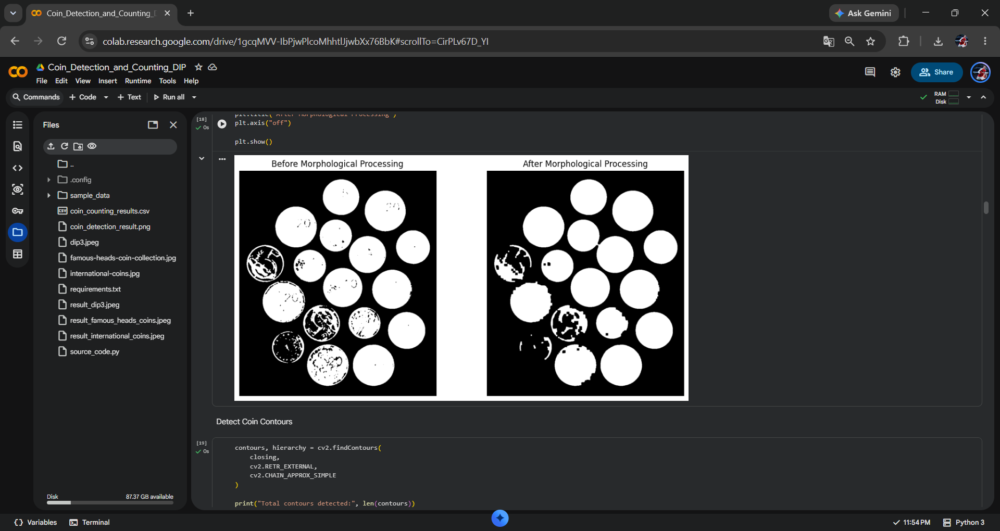 Coin_Detection_and_Counting_
Ask Gemini
colab.research.google.com/drive/1gcqMVV-IbPjwPlcoMhhtIJjwbXx76BbK#scrollTo=CirPLv67D_YI
Coin_Detection_and_Counting_DIP
File Edit View Insert Runtime Tools Help
Share
Commands + Code + Text Run all
RAM
Disk
Files
..
.config
sample_data
coin_counting_results.csv
coin_detection_result.png
dip3.jpeg
famous-heads-coin-collection.jpg
international-coins.jpg
requirements.txt
result_dip3.jpeg
result_famous_heads_coins.jpeg
result_international_coins.jpeg
source_code.py
Disk 87.37 GB available
[18]
0s
plt.title("After Morphological Processing")
plt.axis("off")
plt.show()
Before Morphological Processing
After Morphological Processing
20
20
10
20
Detect Coin Contours
[19]
0s
contours, hierarchy = cv2.findContours(
closing,
cv2.RETR_EXTERNAL,
cv2.CHAIN_APPROX_SIMPLE
)
print("Total contours detected:", len(contours))
{} Variables
Terminal
11:54 PM
Python 3